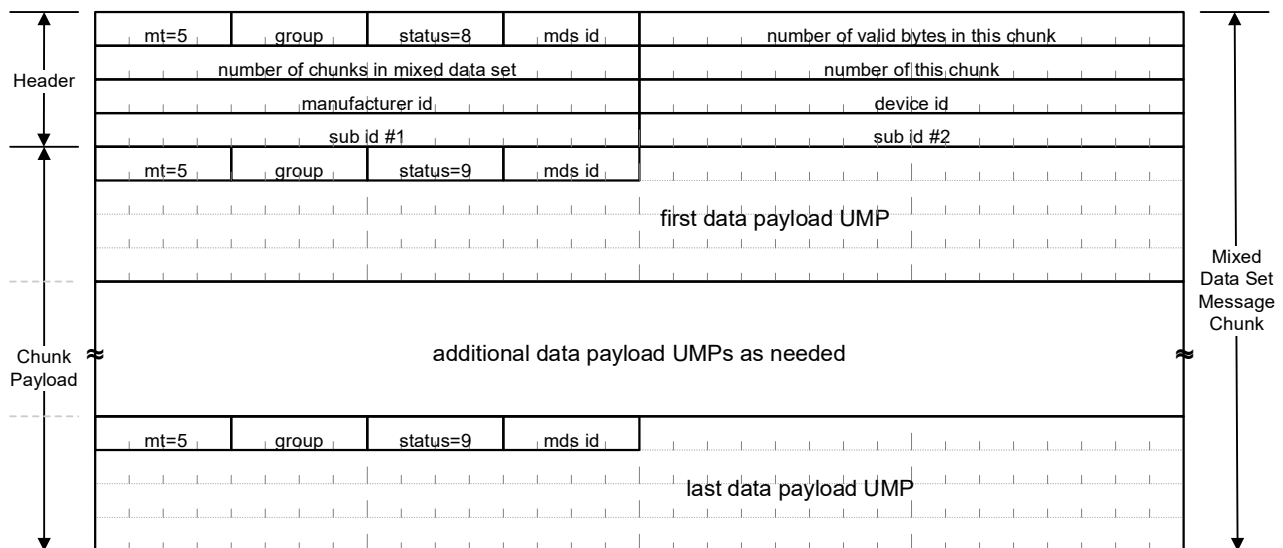 mt=5 group status=8 mds id number of valid bytes in this chunk
number of chunks in mixed data set number of this chunk
Header
manufacturer id device id
sub id #1 sub id #2
mt=5 group status=9 mds id
first data payload UMP
Mixed
Data Set
Message
Chunk
Chunk
Payload
≈ additional data payload UMPs as needed ≈
mt=5 group status=9 mds id
last data payload UMP